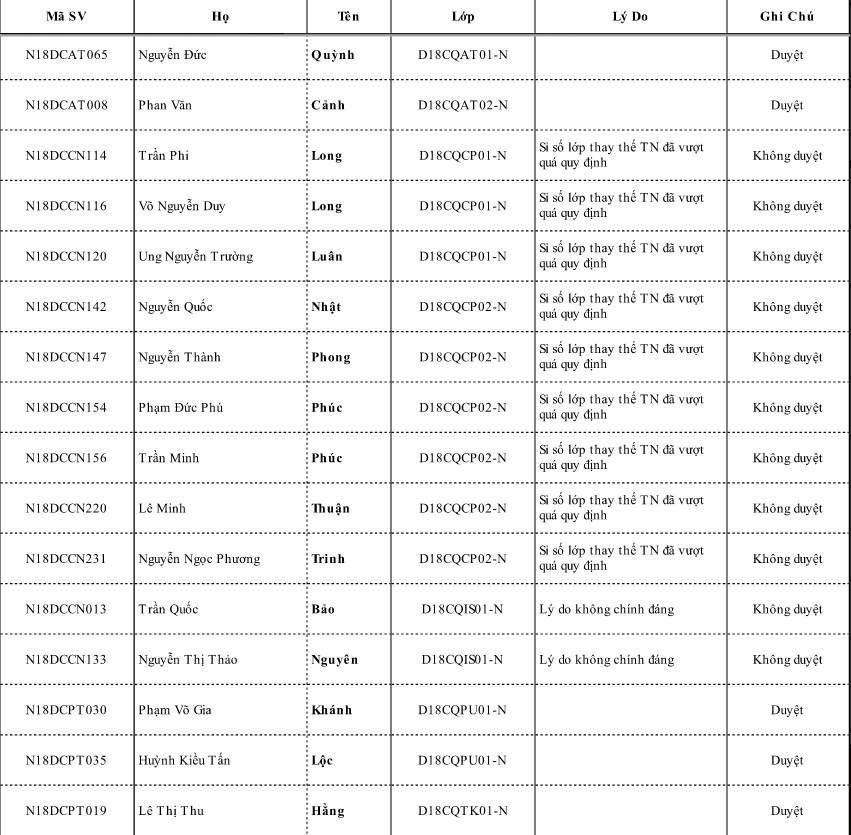 Mã SV Họ Tên Lớp Lý Do Ghi Chú
N18DCAT065 Nguyễn Đức Quỳnh D18CQAT01-N Duyệt
N18DCAT008 Phan Văn Cảnh D18CQAT02-N Duyệt
N18DCCN114 Trần Phi Long D18CQCP01-N Sỉ số lớp thay thế TN đã vượt
quá quy định Không duyệt
N18DCCN116 Võ Nguyễn Duy Long D18CQCP01-N Sỉ số lớp thay thế TN đã vượt
quá quy định Không duyệt
N18DCCN120 Ung Nguyễn Trường Luân D18CQCP01-N Sỉ số lớp thay thế TN đã vượt
quá quy định Không duyệt
N18DCCN142 Nguyễn Quốc Nhật D18CQCP02-N Sỉ số lớp thay thế TN đã vượt
quá quy định Không duyệt
N18DCCN147 Nguyễn Thành Phong D18CQCP02-N Sỉ số lớp thay thế TN đã vượt
quá quy định Không duyệt
N18DCCN154 Phạm Đức Phú Phúc D18CQCP02-N Sỉ số lớp thay thế TN đã vượt
quá quy định Không duyệt
N18DCCN156 Trần Minh Phúc D18CQCP02-N Sỉ số lớp thay thế TN đã vượt
quá quy định Không duyệt
N18DCCN220 Lê Minh Thuận D18CQCP02-N Sỉ số lớp thay thế TN đã vượt
quá quy định Không duyệt
N18DCCN231 Nguyễn Ngọc Phương Trinh D18CQCP02-N Sỉ số lớp thay thế TN đã vượt
quá quy định Không duyệt
N18DCCN013 Trần Quốc Bảo D18CQIS01-N Lý do không chính đáng Không duyệt
N18DCCN133 Nguyễn Thị Thảo Nguyên D18CQIS01-N Lý do không chính đáng Không duyệt
N18DCPT030 Phạm Võ Gia Khánh D18CQPU01-N Duyệt
N18DCPT035 Huỳnh Kiều Tấn Lộc D18CQPU01-N Duyệt
N18DCPT019 Lê Thị Thu Hằng D18CQTK01-N Duyệt